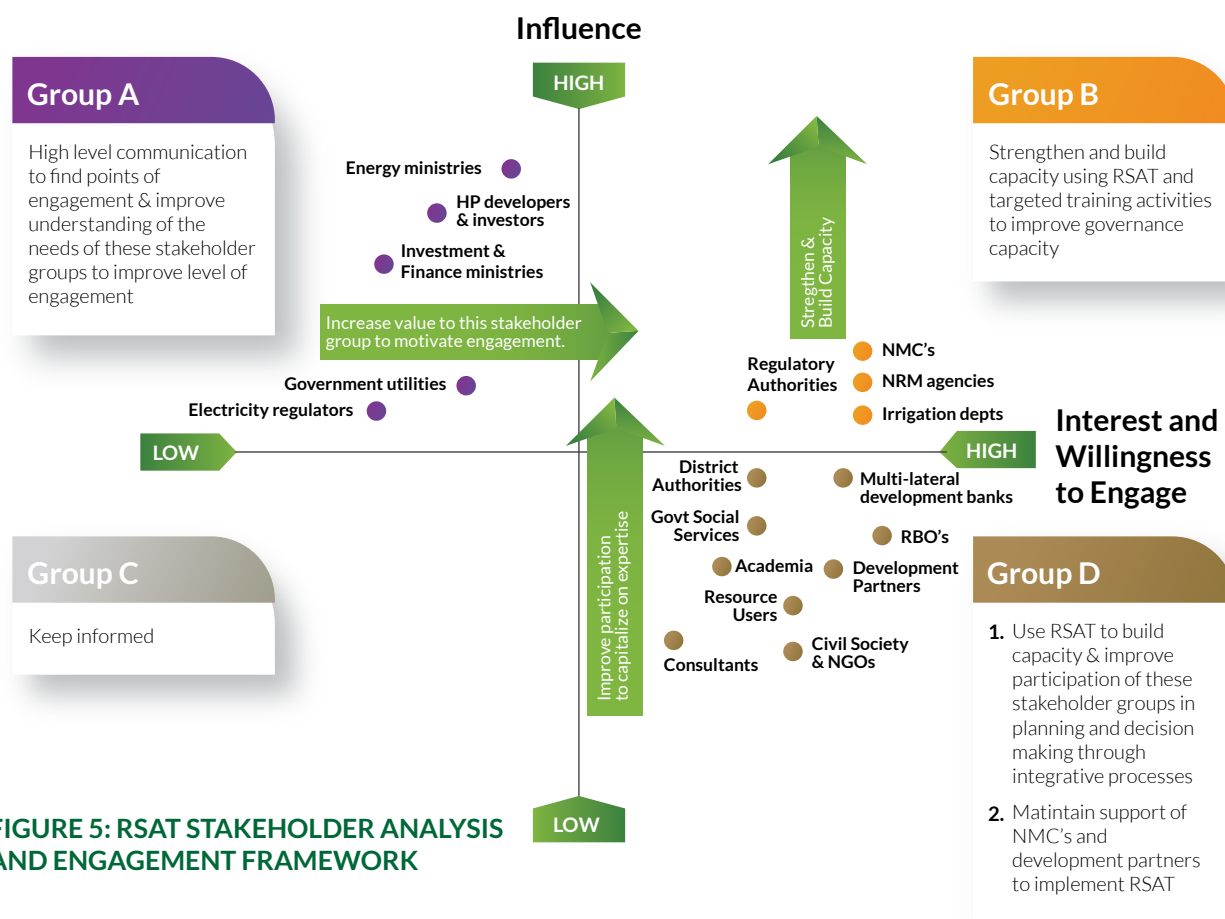 Influence
HIGH
Group A
High level communication
to find points of
engagement & improve
understanding of the
needs of these stakeholder
groups to improve level of
engagement
Energy ministries
HP developers
& investors
Investment &
Finance ministries
Increase value to this stakeholder
group to motivate engagement.
Government utilities
Electricity regulators
Stregthen &
Build Capacity
Group B
Strengthen and build
capacity using RSAT and
targeted training activities
to improve governance
capacity
Regulatory
Authorities
NMC's
NRM agencies
Irrigation depts
LOW
HIGH
Interest and
Willingness
to Engage
Group C
Keep informed
Improve participation
to capitalize on expertise
District
Authorities
Multi-lateral
development banks
Govt Social
Services
RBO's
Academia
Development
Partners
Resource
Users
Consultants
Civil Society
& NGOs
Group D
1. Use RSAT to build
capacity & improve
participation of these
stakeholder groups in
planning and decision
making through
integrative processes
2. Matintain support of
NMC's and
development partners
to implement RSAT
LOW
FIGURE 5: RSAT STAKEHOLDER ANALYSIS
AND ENGAGEMENT FRAMEWORK